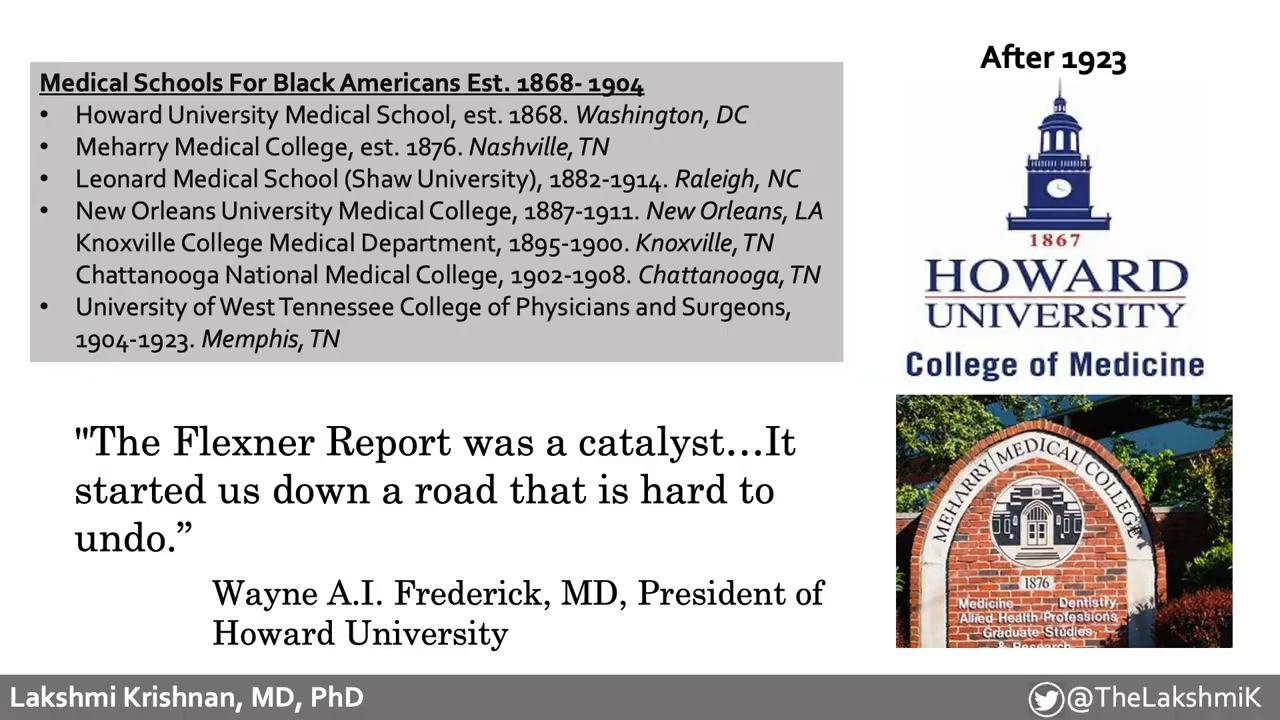 Medical Schools For Black Americans Est. 1868- 1904
• Howard University Medical School, est. 1868. Washington, DC
• Meharry Medical College, est. 1876. Nashville, TN
• Leonard Medical School (Shaw University), 1882-1914. Raleigh, NC
• New Orleans University Medical College, 1887-1911. New Orleans, LA
Knoxville College Medical Department, 1895-1900. Knoxville, TN
Chattanooga National Medical College, 1902-1908. Chattanooga, TN
• University of West Tennessee College of Physicians and Surgeons,
1904-1923. Memphis, TN
"The Flexner Report was a catalyst...It
started us down a road that is hard to
undo.”
Wayne A.I. Frederick, MD, President of
Howard University
After 1923
1867
HOWARD
UNIVERSITY
College of Medicine
MEHARRY MEDICAL COLLEGE
1876
Medicine Dentistry
Allied Health Professions
Graduate Studies
& Research
Lakshmi Krishnan, MD, PhD
@TheLakshmiK